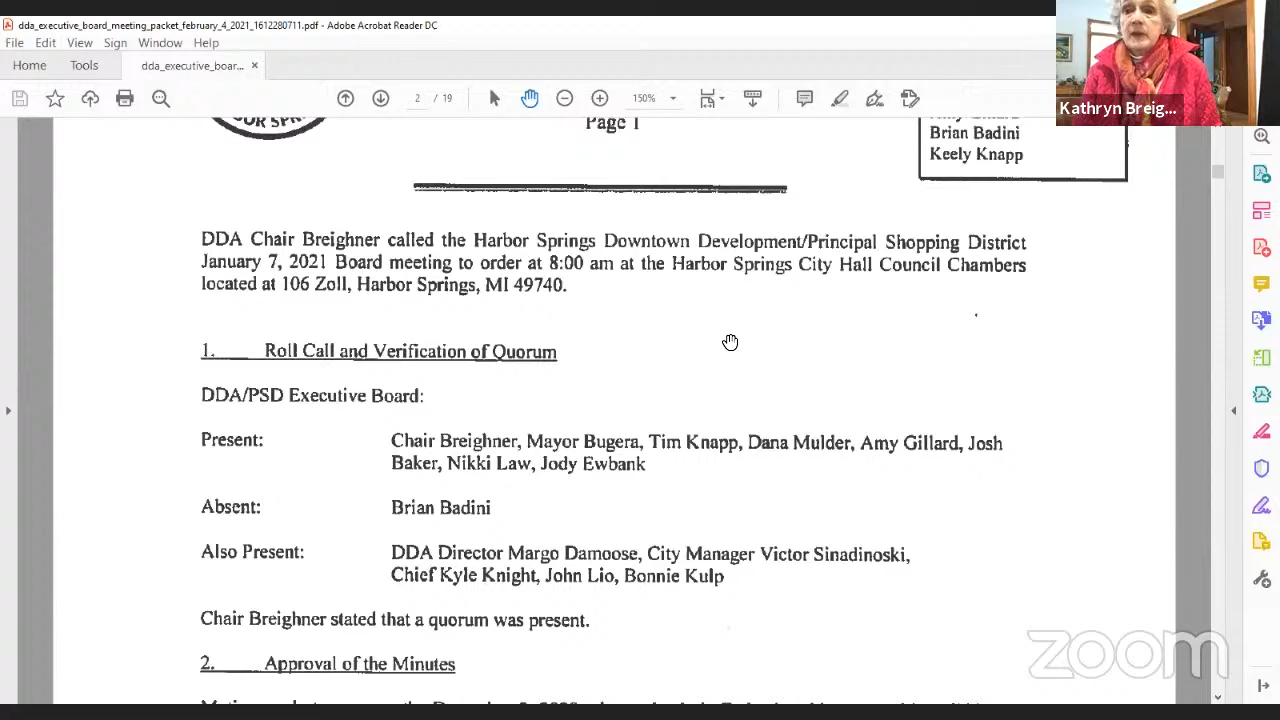 dda_executive_board_meeting_packet_february_4_2021_1612280711.pdf - Adobe Acrobat Reader DC
File Edit View Sign Window Help
Home Tools dda_executive_boar... ×
2 / 19 150%
Kathryn Breig...
Page 1
Brian Badini
Keely Knapp
DDA Chair Breighner called the Harbor Springs Downtown Development/Principal Shopping District
January 7, 2021 Board meeting to order at 8:00 am at the Harbor Springs City Hall Council Chambers
located at 106 Zoll, Harbor Springs, MI 49740.
1. Roll Call and Verification of Quorum
DDA/PSD Executive Board:
Present: Chair Breighner, Mayor Bugera, Tim Knapp, Dana Mulder, Amy Gillard, Josh
Baker, Nikki Law, Jody Ewbank
Absent: Brian Badini
Also Present: DDA Director Margo Damoose, City Manager Victor Sinadinoski,
Chief Kyle Knight, John Lio, Bonnie Kulp
Chair Breighner stated that a quorum was present.
2. Approval of the Minutes
zoom